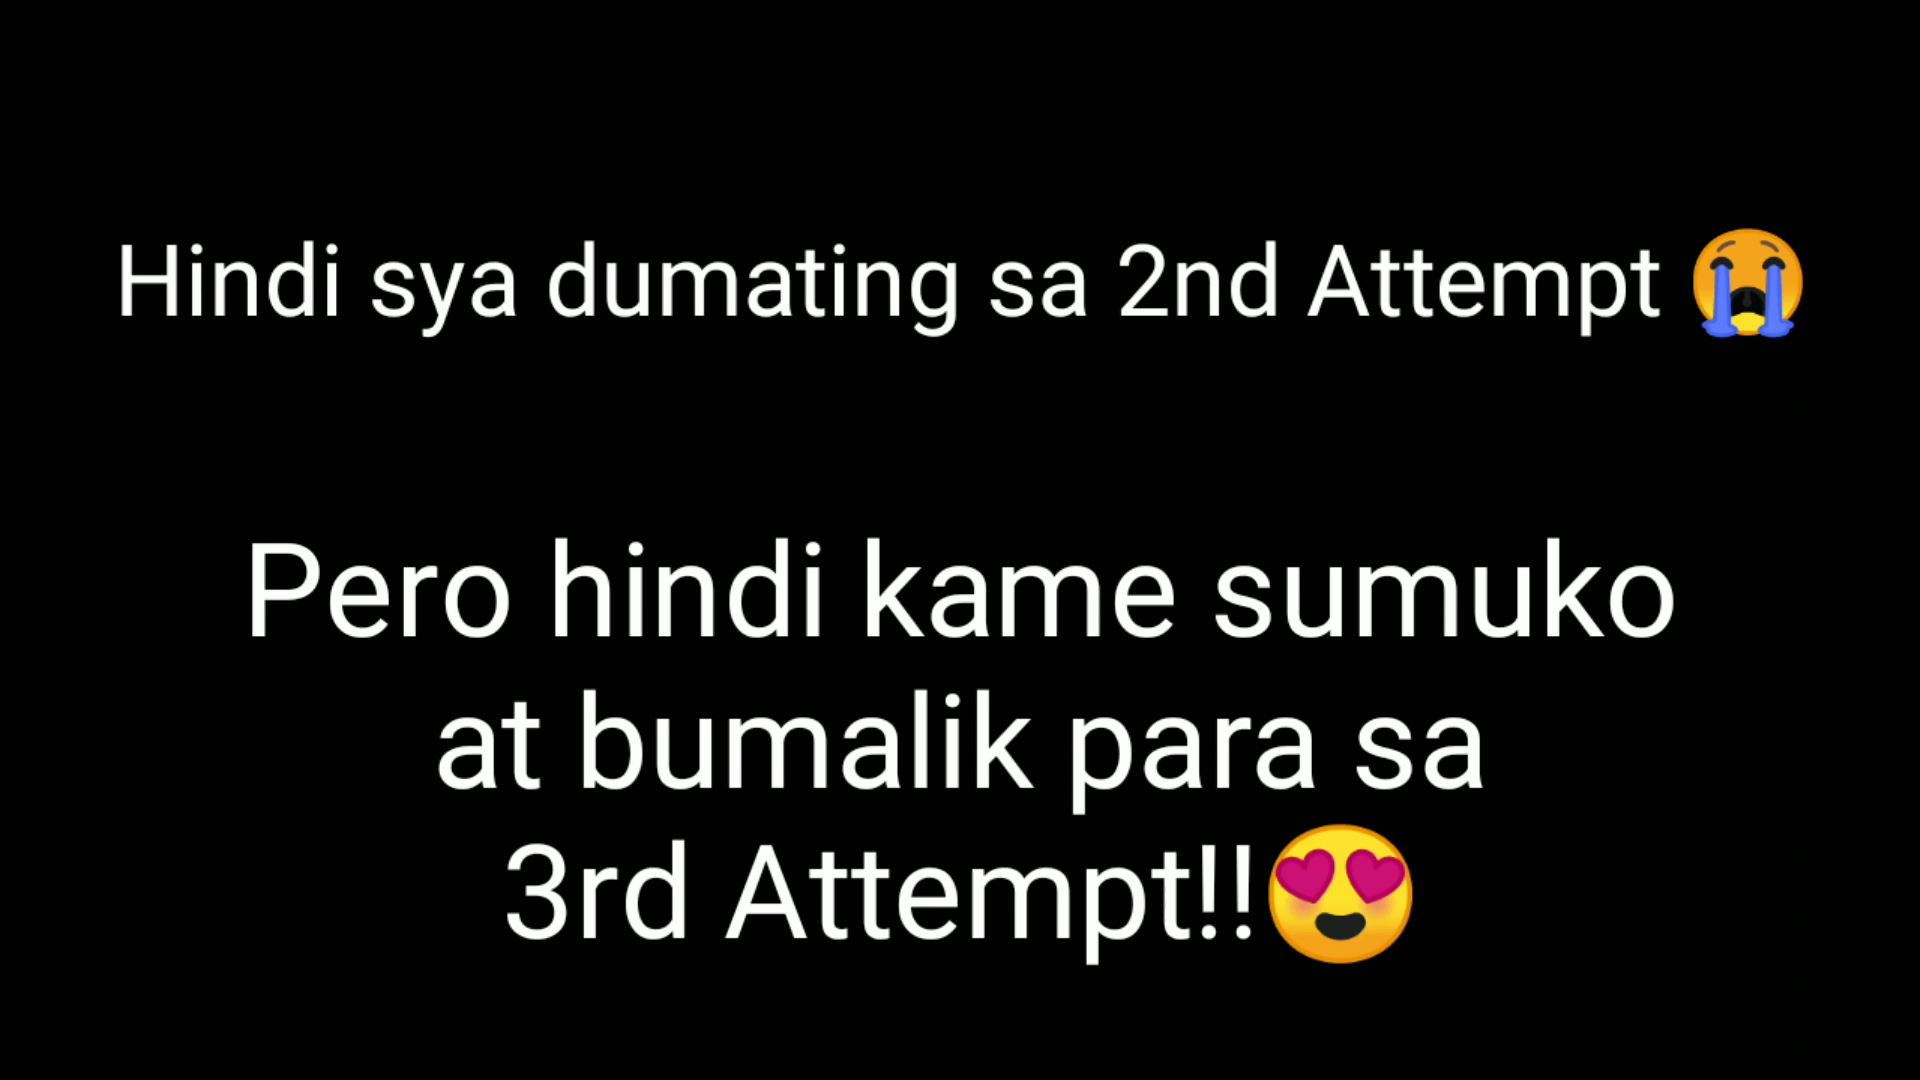 Hindi sya dumating sa 2nd Attempt 😭
Pero hindi kame sumuko
at bumalik para sa
3rd Attempt!!😍